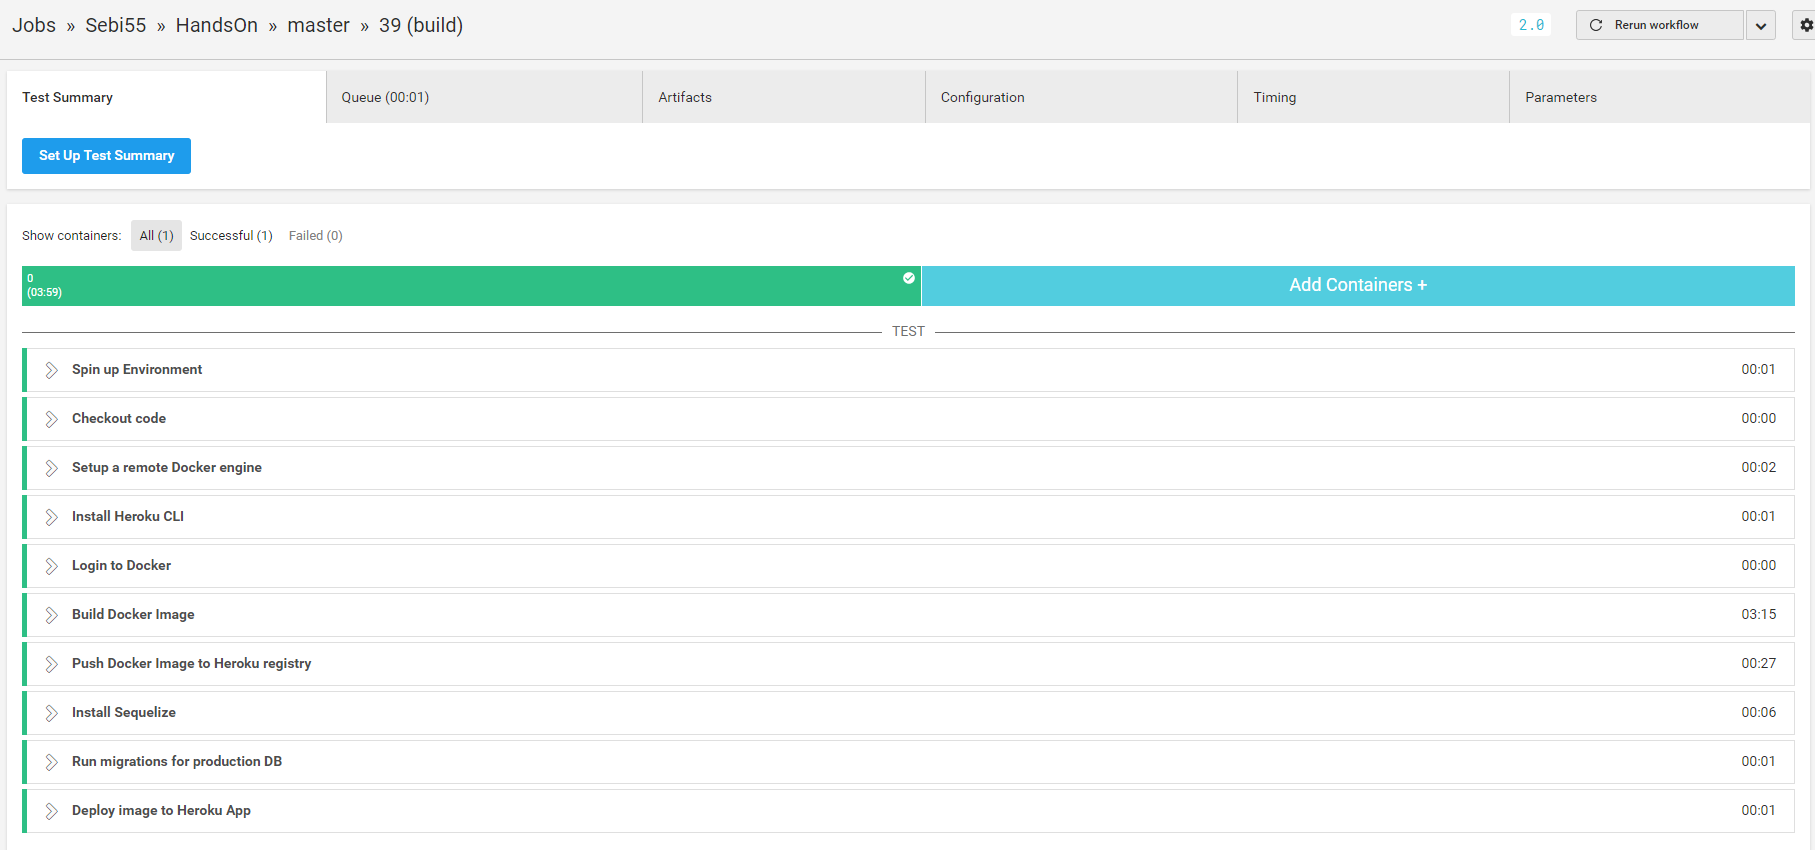 Jobs » Sebi55 » HandsOn » master » 39 (build)
2.0
Rerun workflow
Test Summary
Queue (00:01)
Artifacts
Configuration
Timing
Parameters
Set Up Test Summary
Show containers: All (1) Successful (1) Failed (0)
0
(03:59)
Add Containers +
TEST
Spin up Environment 00:01
Checkout code 00:00
Setup a remote Docker engine 00:02
Install Heroku CLI 00:01
Login to Docker 00:00
Build Docker Image 03:15
Push Docker Image to Heroku registry 00:27
Install Sequelize 00:06
Run migrations for production DB 00:01
Deploy image to Heroku App 00:01